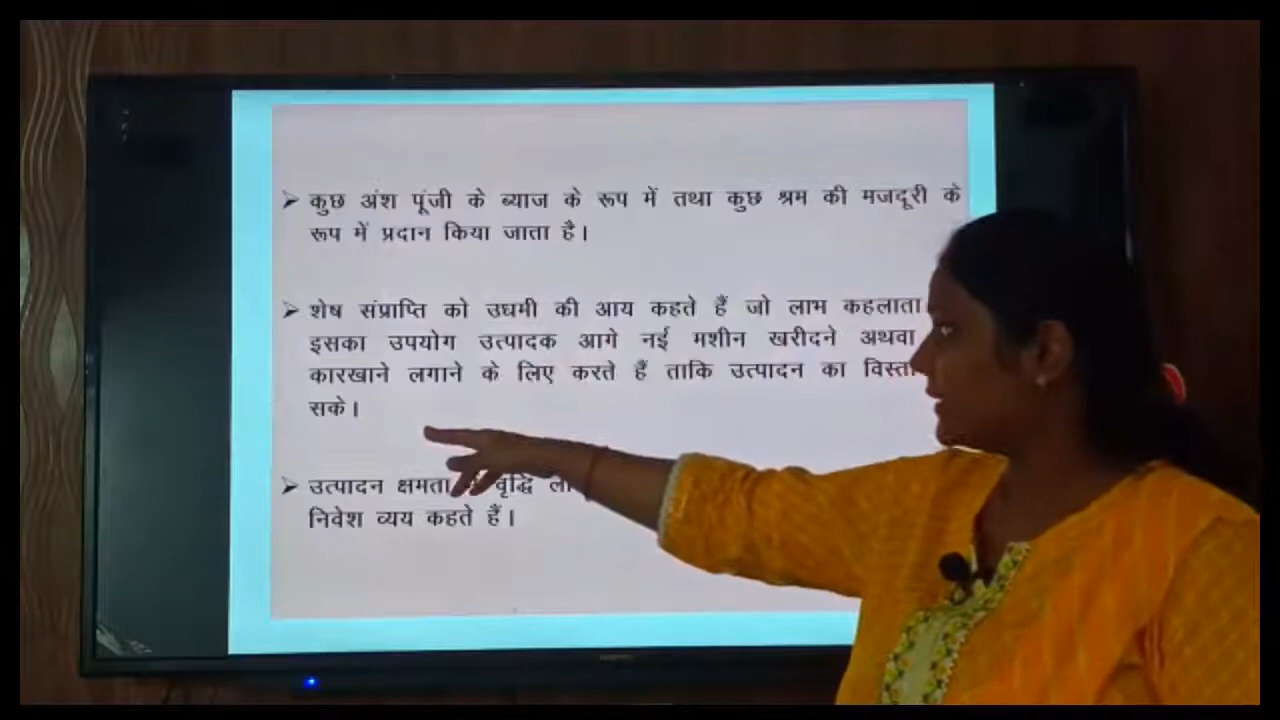 ➢ कुछ अंश पूंजी के ब्याज के रूप में तथा कुछ श्रम की मजदूरी के
रूप में प्रदान किया जाता है।
➢ शेष संप्राप्ति को उघमी की आय कहते हैं जो लाभ कहलाता
इसका उपयोग उत्पादक आगे नई मशीन खरीदने अथवा
कारखाने लगाने के लिए करते हैं ताकि उत्पादन का
सके।
➢ उत्पादन क्षमता वृद्धि
निवेश व्यय कहते हैं।